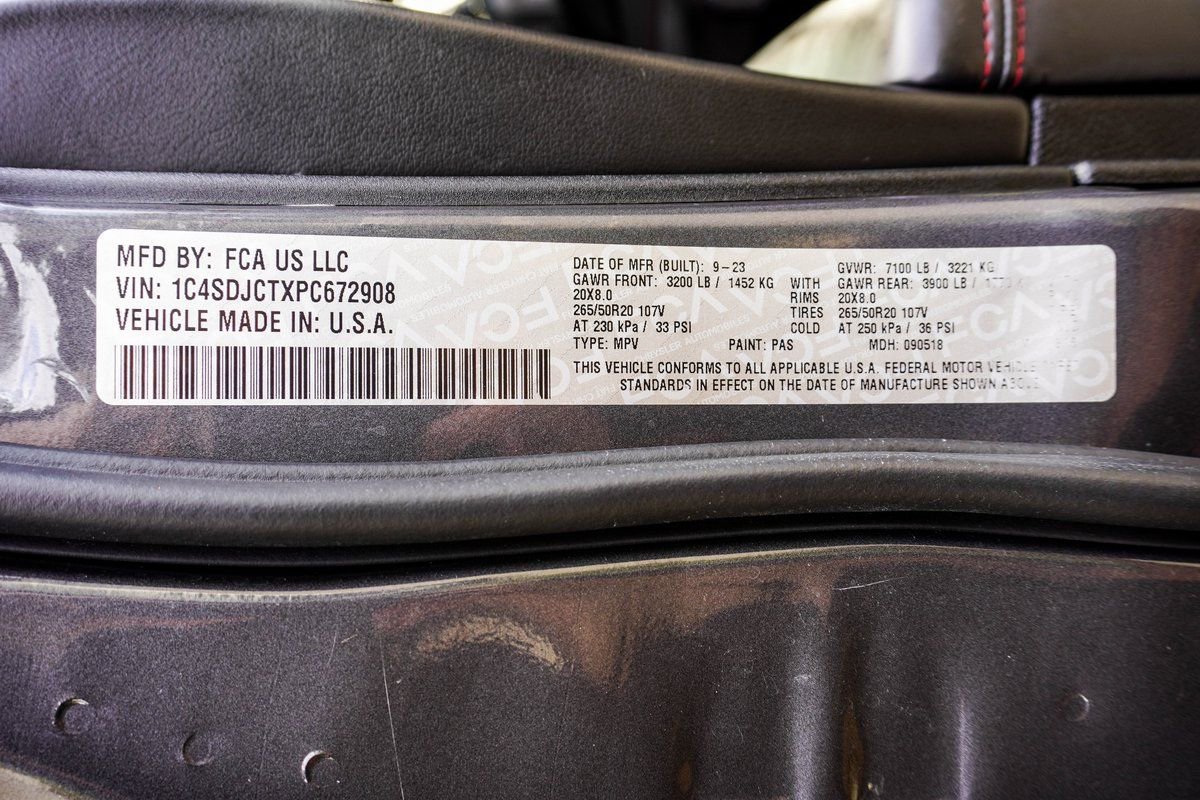 MFD BY: FCA US LLC
VIN: 1C4SDJCTXPC672908
VEHICLE MADE IN: U.S.A.
DATE OF MFR (BUILT): 9-23 GVWR: 7100 LB / 3221 KG
GAWR FRONT: 3200 LB / 1452 KG WITH GAWR REAR: 3900 LB /
20X8.0 RIMS 20X8.0
265/50R20 107V TIRES 265/50R20 107V
AT 230 kPa / 33 PSI COLD AT 250 kPa / 36 PSI
TYPE: MPV PAINT: PAS MDH: 090518
THIS VEHICLE CONFORMS TO ALL APPLICABLE U.S.A. FEDERAL MOTOR VEHICLE
STANDARDS IN EFFECT ON THE DATE OF MANUFACTURE SHOWN ABOVE